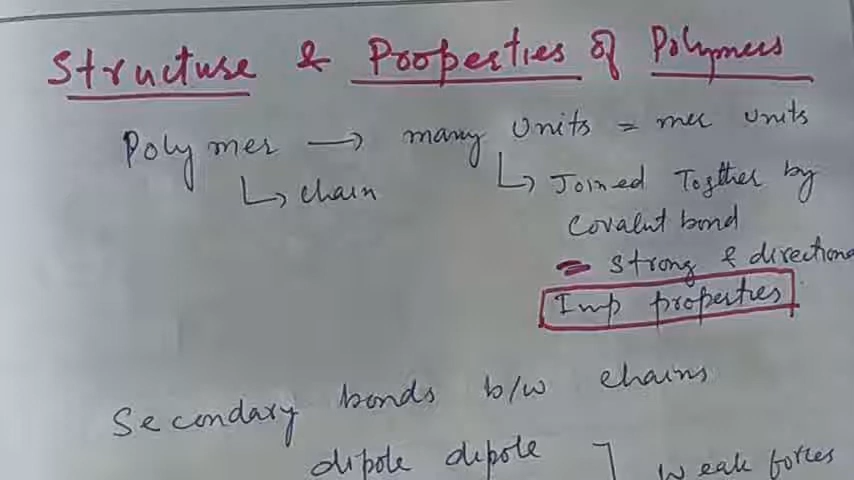 Structure & Properties of Polymers
Polymer → many units = mer units
↳ chain
↳ Joined Together by
Covalent bond
= strong & directiona
Imp properties
Secondary bonds b/w chains
dipole dipole ] weak forces